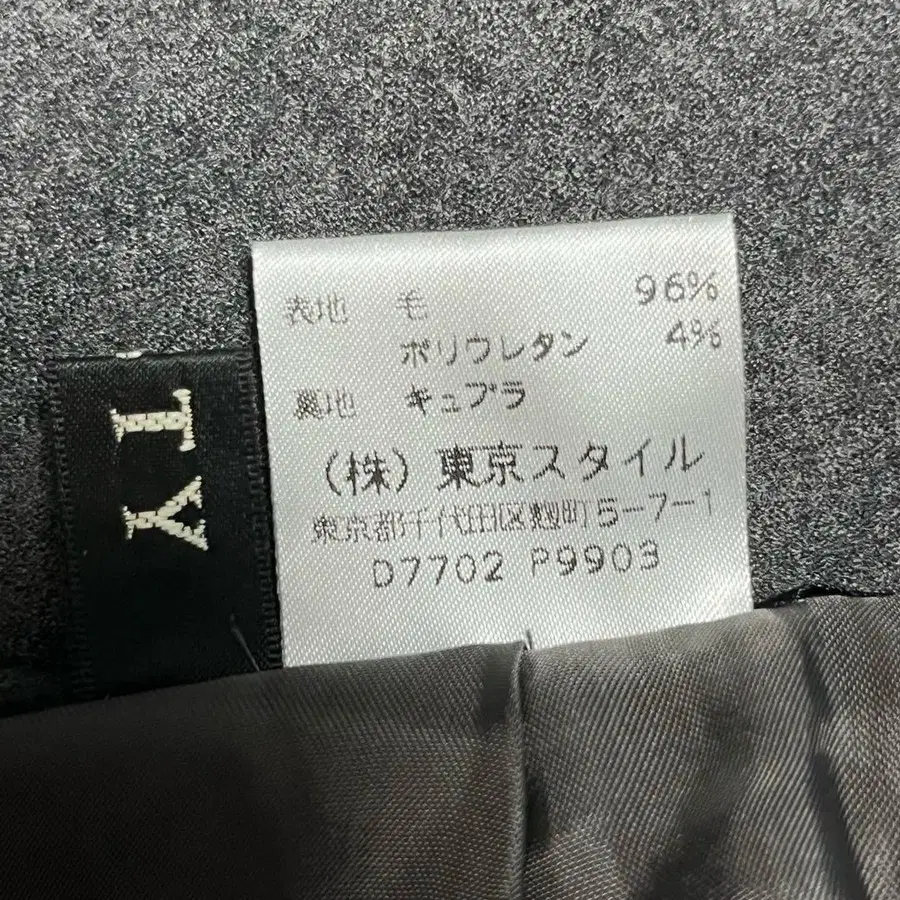 表地 毛 96%
ポリウレタン 4%
裏地 キュプラ
(株) 東京スタイル
東京都千代田区麹町5-7-1
D7702 P9903
TY